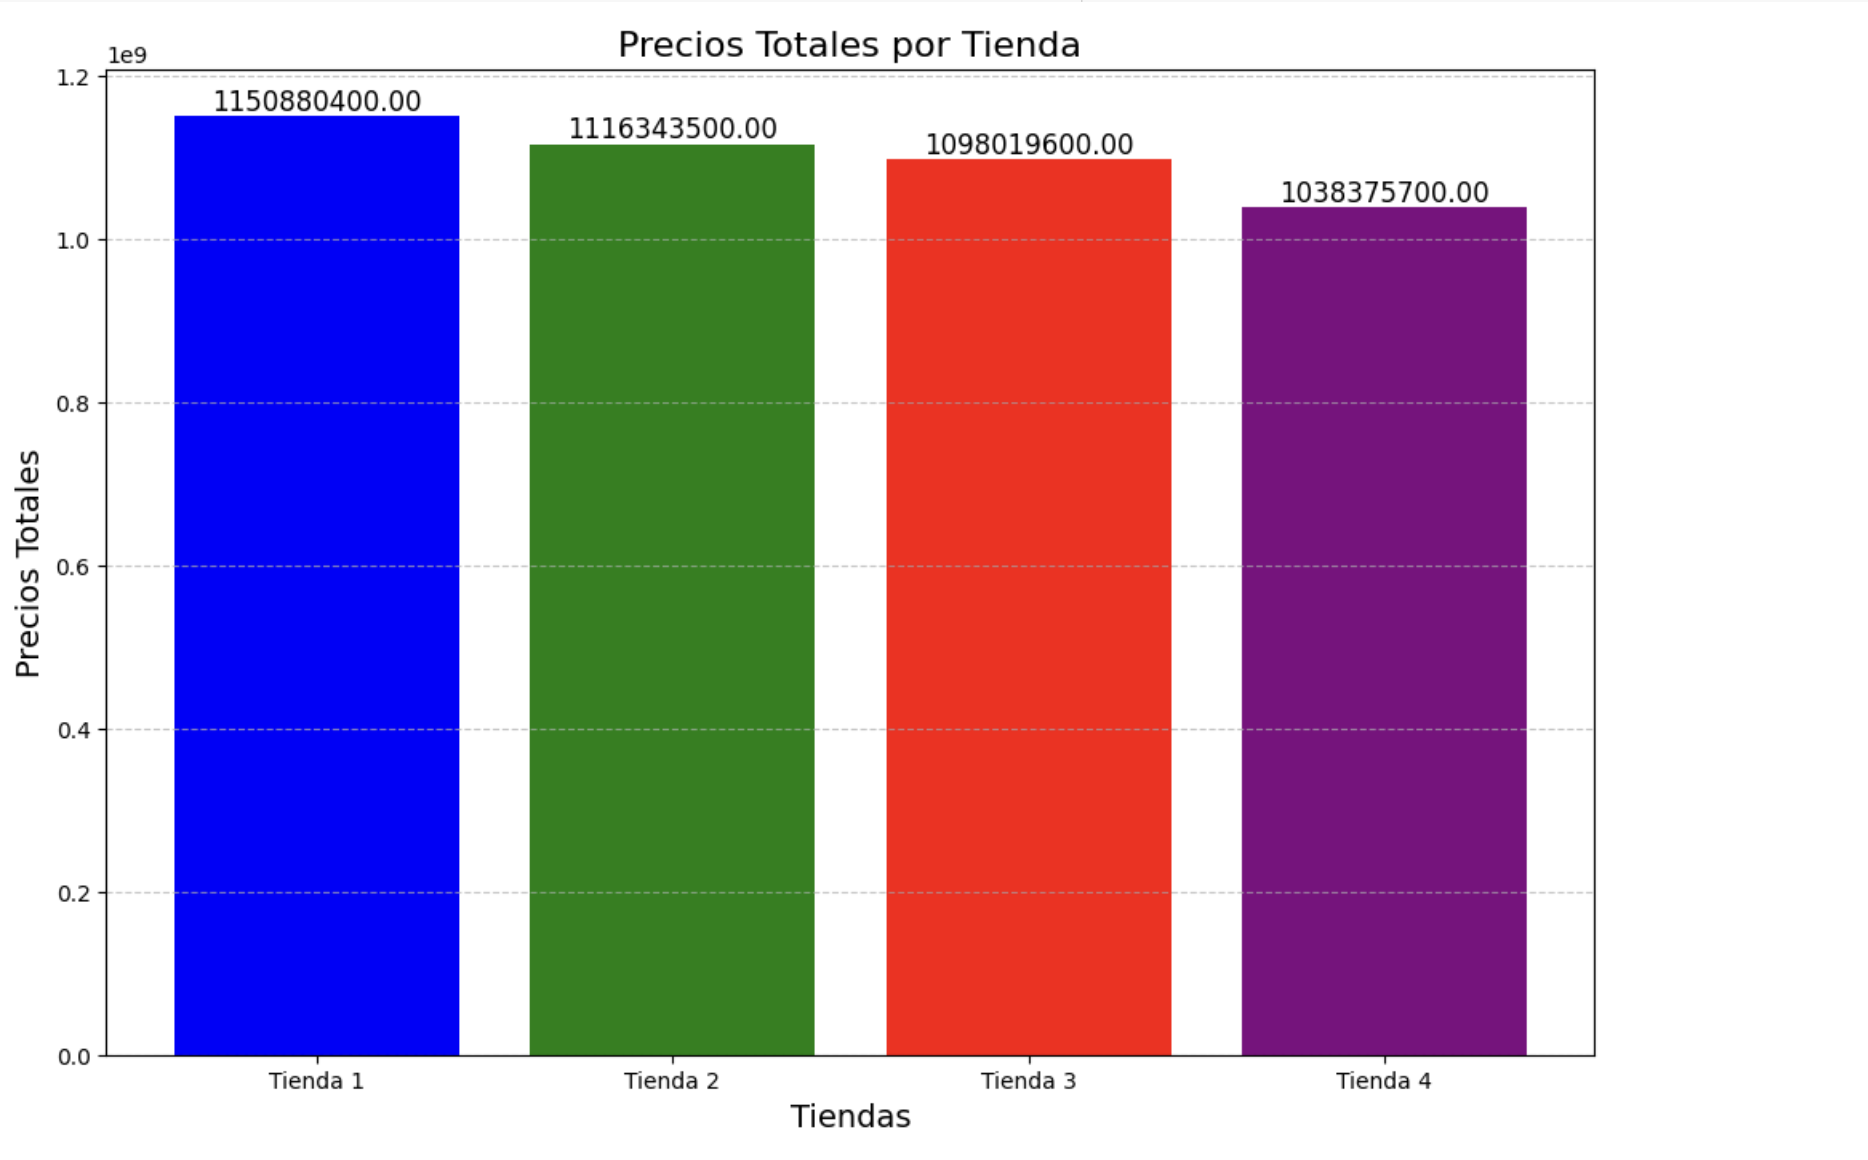 Precios Totales por Tienda
1e9
1.2
1.0
0.8
0.6
0.4
0.2
0.0
Precios Totales
1150880400.00
1116343500.00
1098019600.00
1038375700.00
Tienda 1
Tienda 2
Tienda 3
Tienda 4
Tiendas